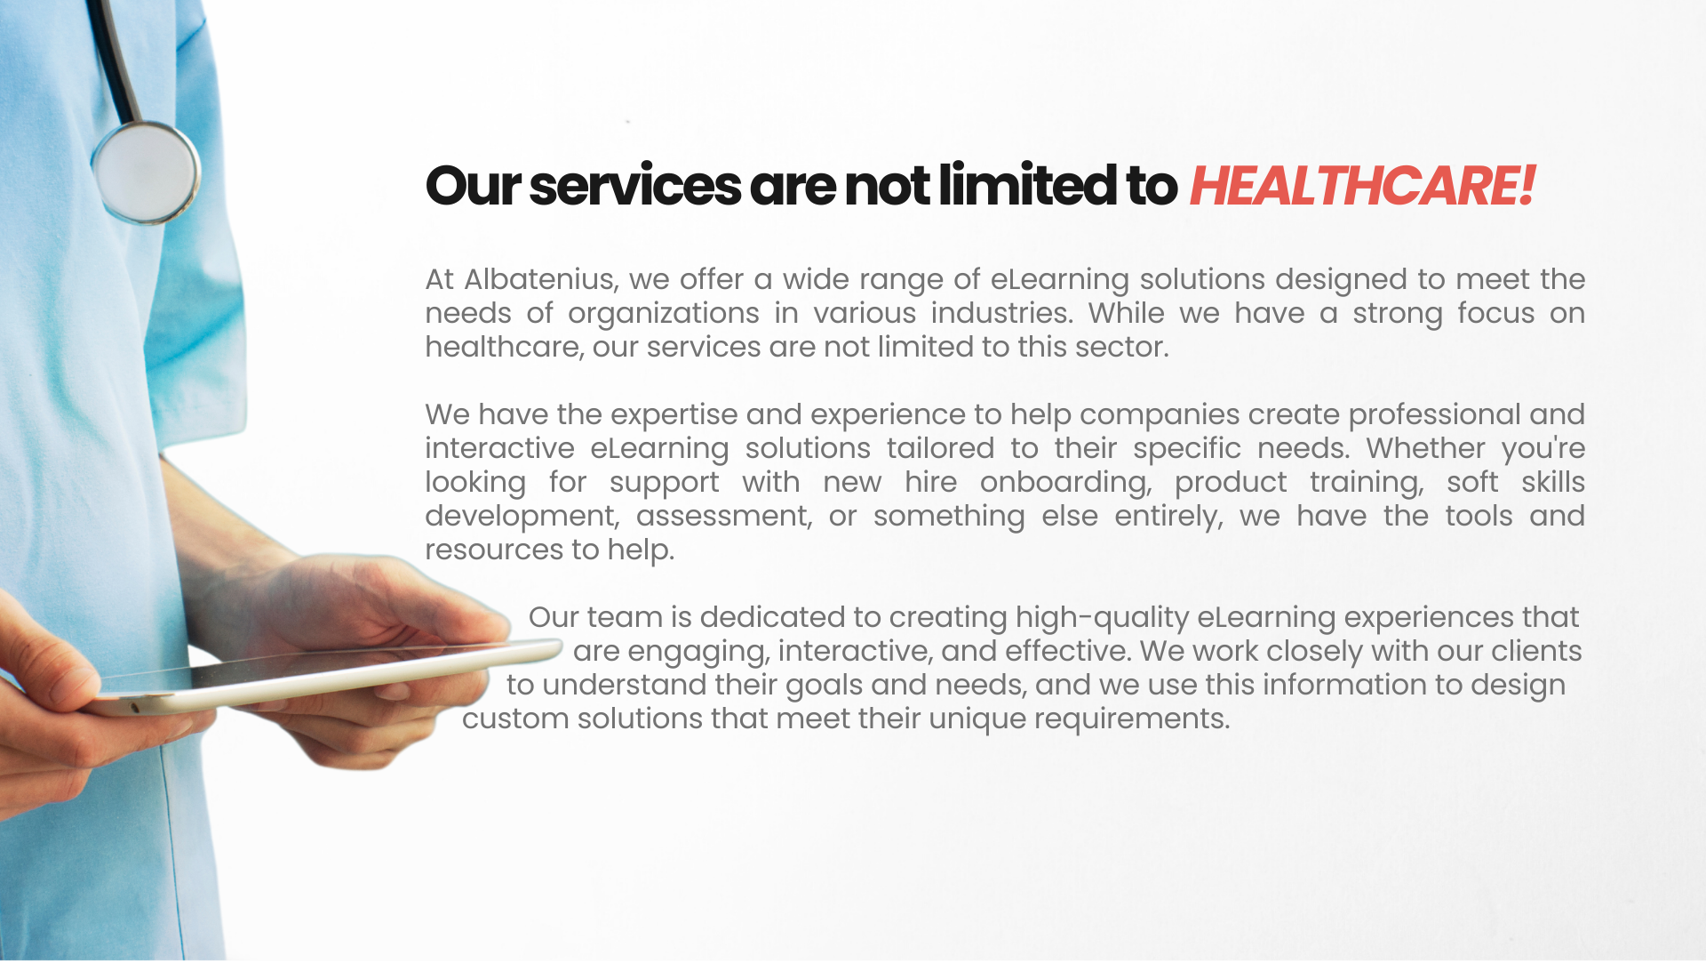 Our services are not limited to HEALTHCARE!
At Albatenius, we offer a wide range of eLearning solutions designed to meet the
needs of organizations in various industries. While we have a strong focus on
healthcare, our services are not limited to this sector.
We have the expertise and experience to help companies create professional and
interactive eLearning solutions tailored to their specific needs. Whether you're
looking for support with new hire onboarding, product training, soft skills
development, assessment, or something else entirely, we have the tools and
resources to help.
Our team is dedicated to creating high-quality eLearning experiences that
are engaging, interactive, and effective. We work closely with our clients
to understand their goals and needs, and we use this information to design
custom solutions that meet their unique requirements.